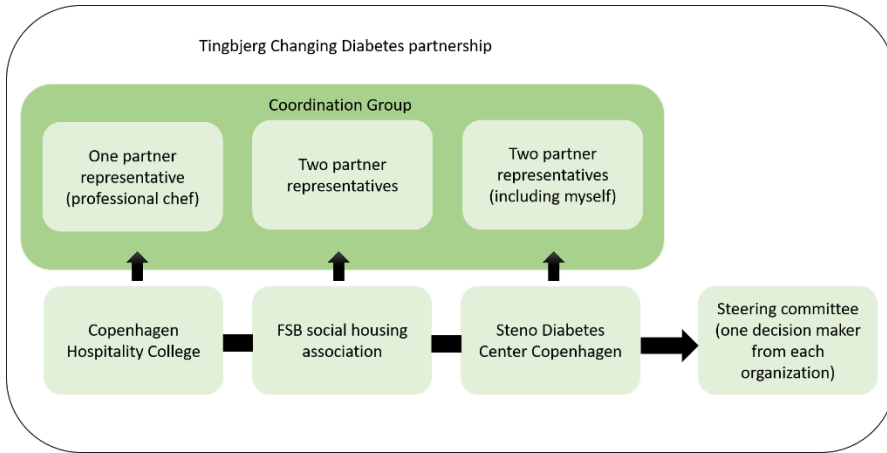 Tingbjerg Changing Diabetes partnership
Coordination Group
One partner
representative
(professional chef)
Two partner
representatives
Two partner
representatives
(including myself)
Copenhagen
Hospitality College
FSB social housing
association
Steno Diabetes
Center Copenhagen
Steering committee
(one decision maker
from each
organization)